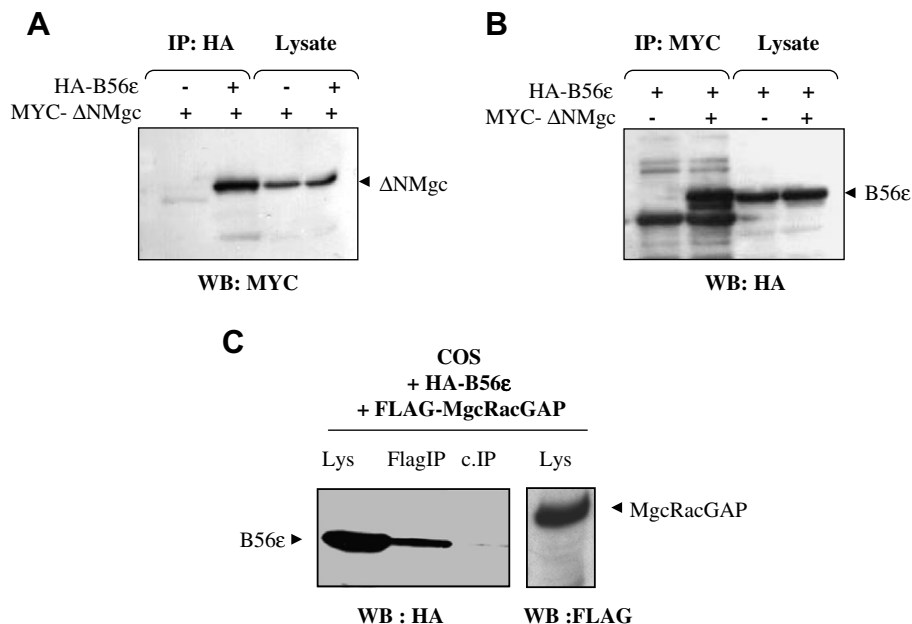 A
IP: HA Lysate
HA-B56ε - + - +
MYC- ΔNMgc + + + +
ΔNMgc
WB: MYC
B
IP: MYC Lysate
HA-B56ε + + + +
MYC- ΔNMgc - + - +
B56ε
WB: HA
C
COS
+ HA-B56ε
+ FLAG-MgcRacGAP
Lys FlagIP c.IP Lys
MgcRacGAP
B56ε
WB : HA WB :FLAG